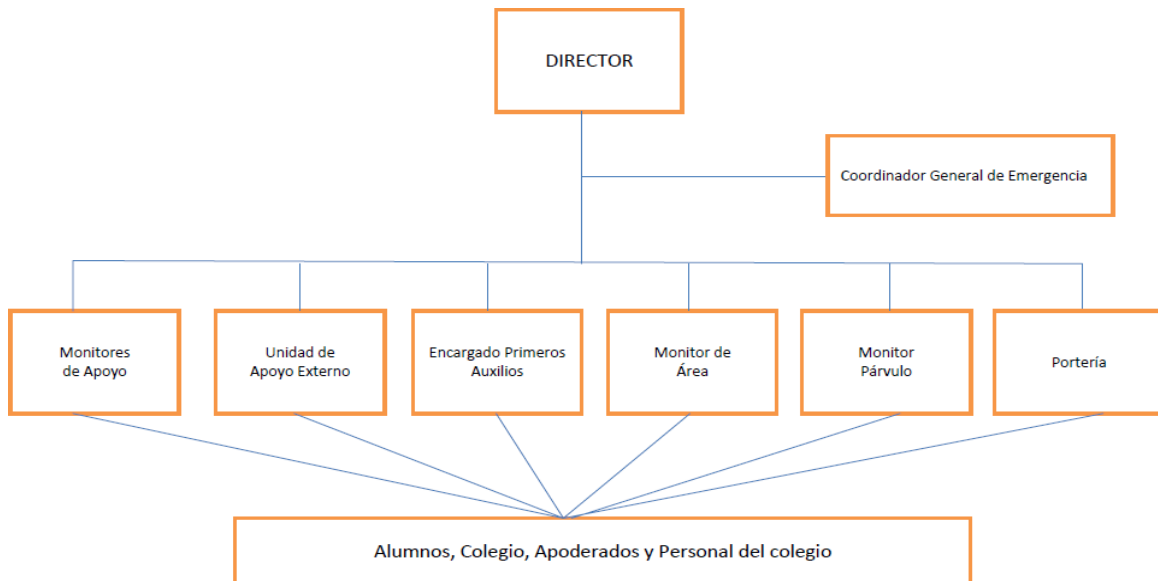 DIRECTOR
Coordinador General de Emergencia
Monitores
de Apoyo
Unidad de
Apoyo Externo
Encargado Primeros
Auxilios
Monitor de
Área
Monitor
Párvulo
Portería
Alumnos, Colegio, Apoderados y Personal del colegio